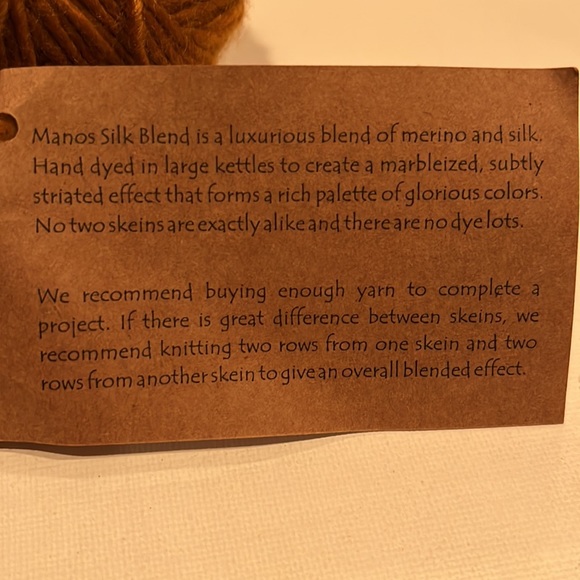 Manos Silk Blend is a luxurious blend of merino and silk.
Hand dyed in large kettles to create a marbleized, subtly
striated effect that forms a rich palette of glorious colors.
No two skeins are exactly alike and there are no dye lots.
We recommend buying enough yarn to complete a
project. If there is great difference between skeins, we
recommend knitting two rows from one skein and two
rows from another skein to give an overall blended effect.